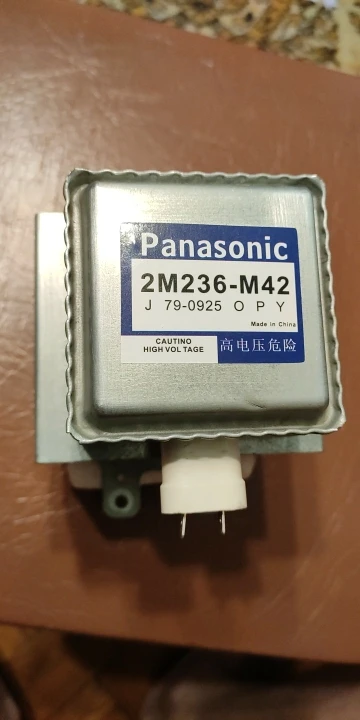 Panasonic
2M236-M42
J 79-0925 O P Y
Made in China
CAUTINO
HIGH VOL TAGE
高电压危险